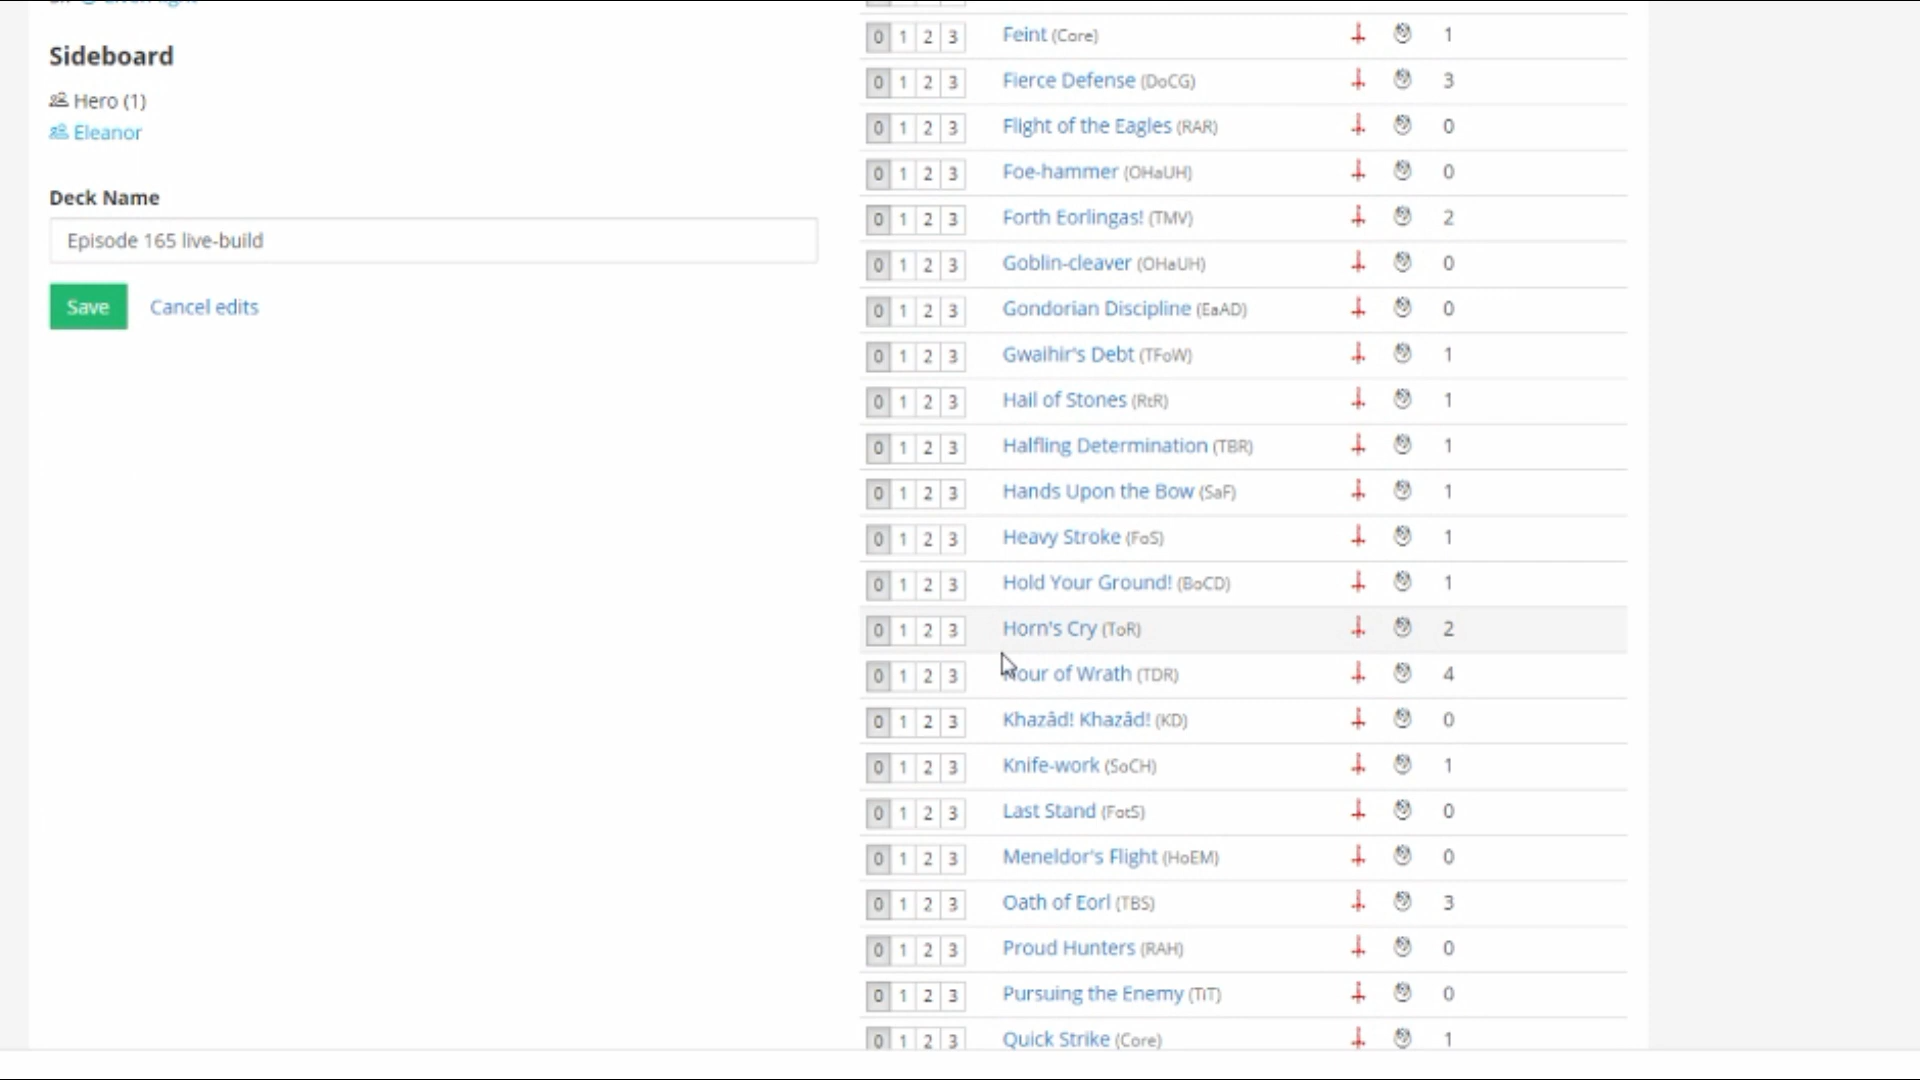 Sideboard
Hero (1)
Eleanor
Deck Name
Episode 165 live-build
Save Cancel edits
0 1 2 3 Feint (Core) 1
0 1 2 3 Fierce Defense (DoCG) 3
0 1 2 3 Flight of the Eagles (RAR) 0
0 1 2 3 Foe-hammer (OHaUH) 0
0 1 2 3 Forth Eorlingas! (TMV) 2
0 1 2 3 Goblin-cleaver (OHaUH) 0
0 1 2 3 Gondorian Discipline (EaAD) 0
0 1 2 3 Gwaihir's Debt (TFoW) 1
0 1 2 3 Hail of Stones (RtR) 1
0 1 2 3 Halfling Determination (TBR) 1
0 1 2 3 Hands Upon the Bow (SaF) 1
0 1 2 3 Heavy Stroke (FoS) 1
0 1 2 3 Hold Your Ground! (BoCD) 1
0 1 2 3 Horn's Cry (ToR) 2
0 1 2 3 Hour of Wrath (TDR) 4
0 1 2 3 Khazâd! Khazâd! (KD) 0
0 1 2 3 Knife-work (SoCH) 1
0 1 2 3 Last Stand (FotS) 0
0 1 2 3 Meneldor's Flight (HoEM) 0
0 1 2 3 Oath of Eorl (TBS) 3
0 1 2 3 Proud Hunters (RAH) 0
0 1 2 3 Pursuing the Enemy (TiT) 0
0 1 2 3 Quick Strike (Core) 1